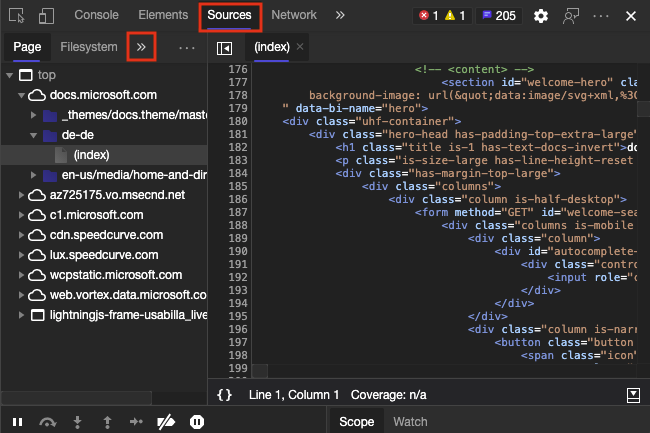 Console Elements Sources Network » 1 1 205
Page Filesystem » ··· (index) ×
top
docs.microsoft.com
_themes/docs.theme/maste
de-de
(index)
en-us/media/home-and-dir
az725175.vo.msecnd.net
c1.microsoft.com
cdn.speedcurve.com
lux.speedcurve.com
wcpstatic.microsoft.com
web.vortex.data.microsoft.co
lightningjs-frame-usabilla_live
176 <!-- <content> -->
177 <section id="welcome-hero" clas
178 background-image: url(&quot;data:image/svg+xml,%3C
179 " data-bi-name="hero">
180 <div class="uhf-container">
181 <div class="hero-head has-padding-top-extra-large"
182 <h1 class="title is-1 has-text-docs-invert">do
183 <p class="is-size-large has-line-height-reset
184 <div class="has-margin-top-large">
185 <div class="columns">
186 <div class="column is-half-desktop">
187 <form method="GET" id="welcome-sea
188 <div class="columns is-mobile
189 <div class="column">
190 <div id="autocomplete-
191 <div class="contro
192 <input role="c
193 </div>
194 </div>
195 </div>
196 <div class="column is-narr
197 <button class="button
198 <span class="icon"
199
{} Line 1, Column 1 Coverage: n/a
Scope Watch